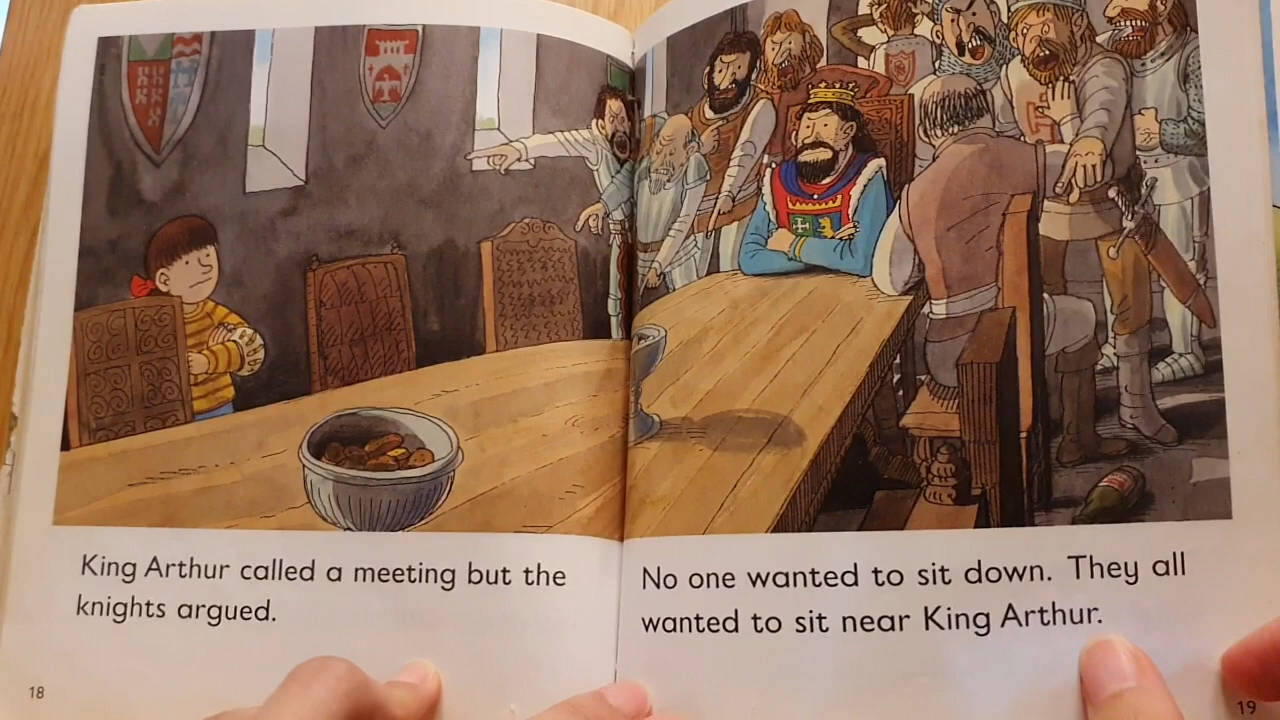 King Arthur called a meeting but the
knights argued.
No one wanted to sit down. They all
wanted to sit near King Arthur.
18
19